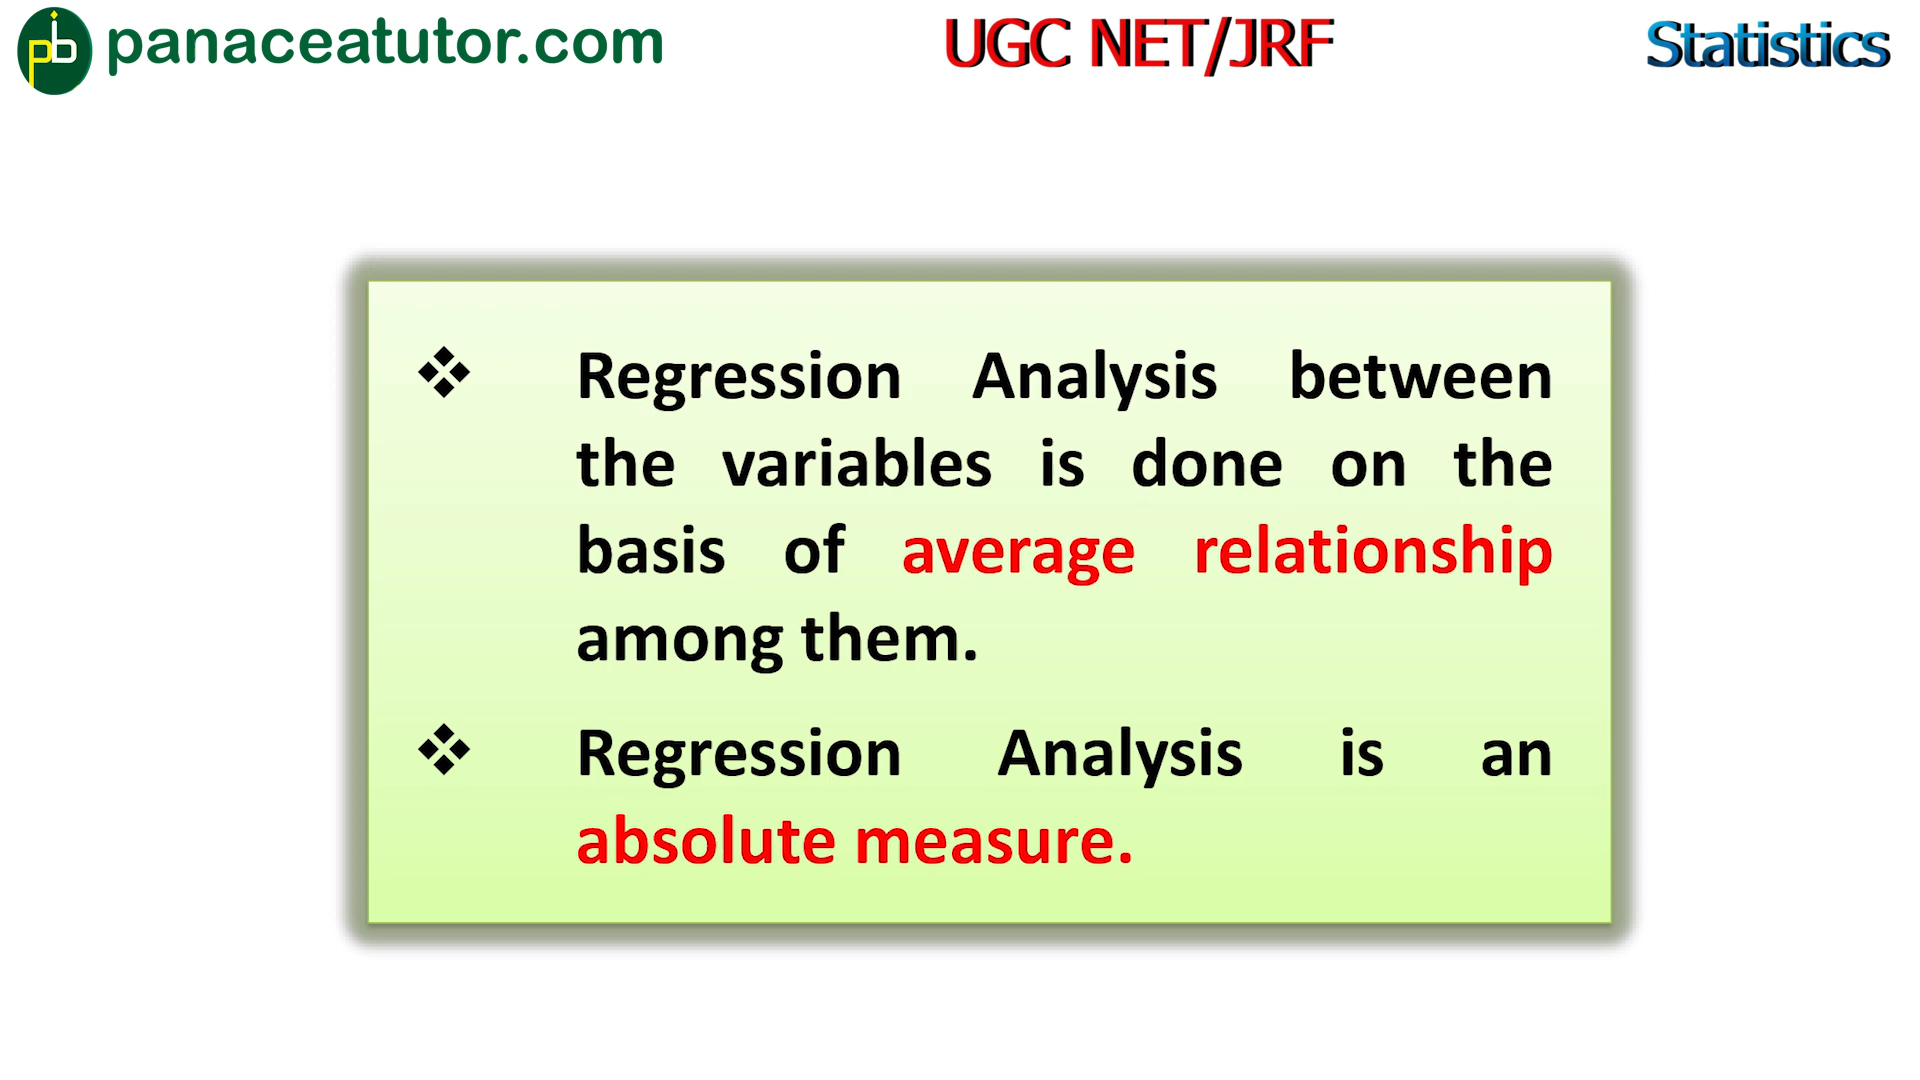 pb panaceatutor.com
UGC NET/JRF
Statistics
❖ Regression Analysis between
the variables is done on the
basis of average relationship
among them.
❖ Regression Analysis is an
absolute measure.